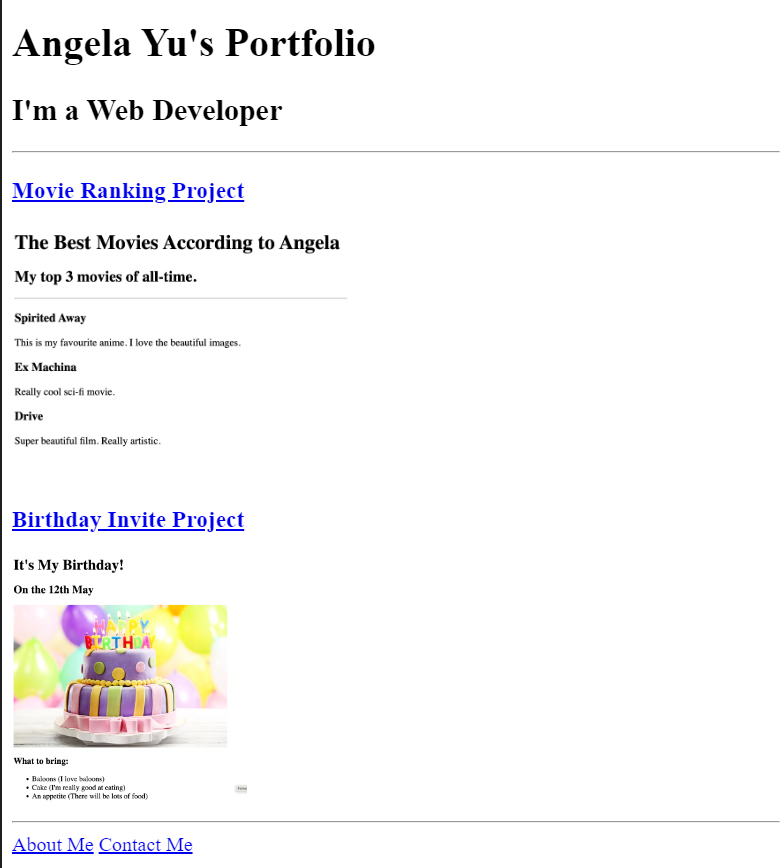 Angela Yu's Portfolio
I'm a Web Developer
Movie Ranking Project
The Best Movies According to Angela
My top 3 movies of all-time.
Spirited Away
This is my favourite anime. I love the beautiful images.
Ex Machina
Really cool sci-fi movie.
Drive
Super beautiful film. Really artistic.
Birthday Invite Project
It's My Birthday!
On the 12th May
HAPPY
BIRTHDAY
What to bring:
• Baloons (I love baloons)
• Cake (I'm really good at eating)
• An appetite (There will be lots of food)
About Me Contact Me